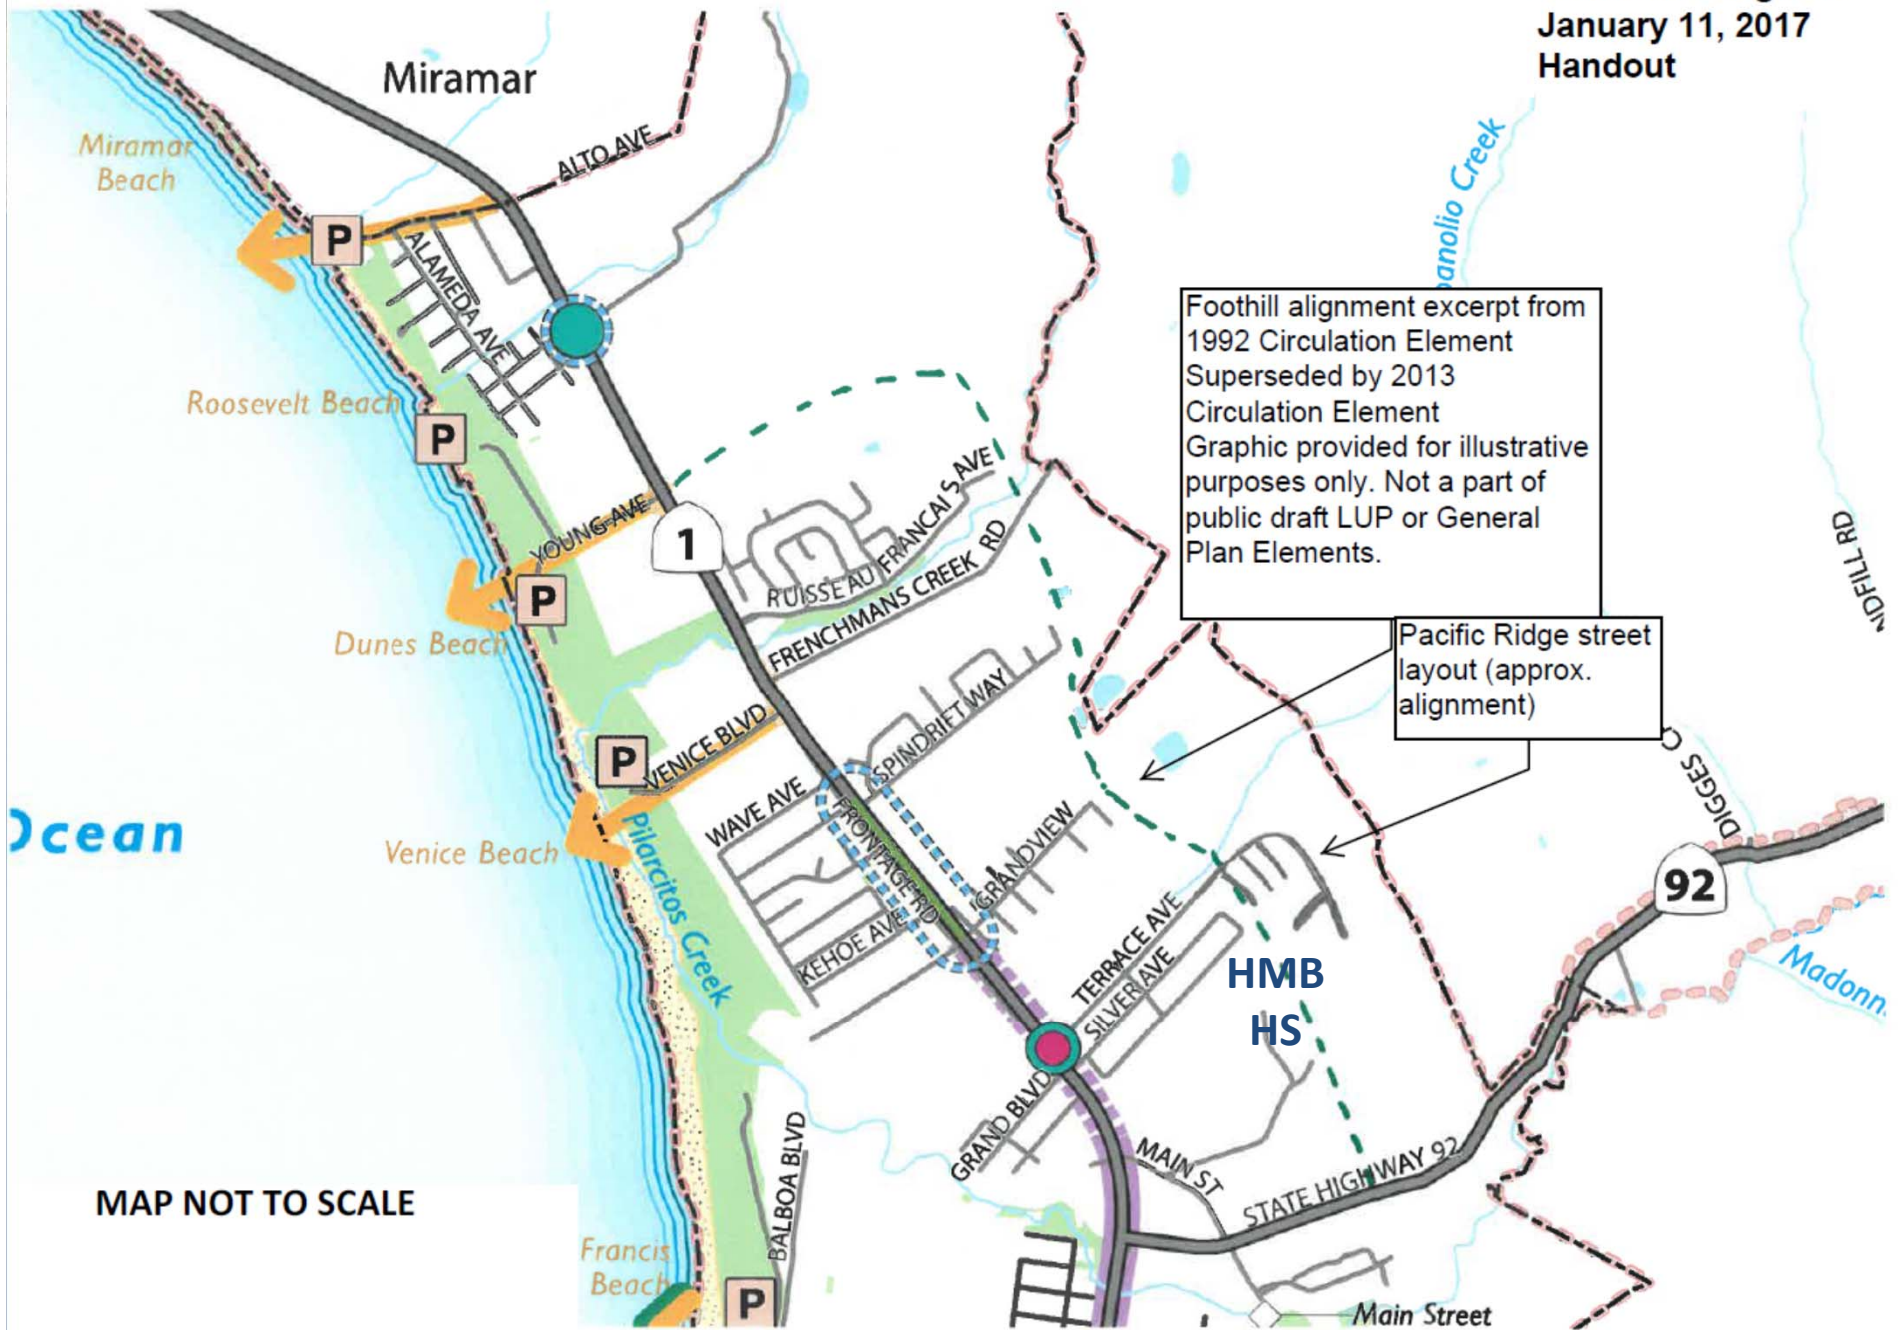 January 11, 2017
Handout
Miramar
Miramar
Beach
ALTO AVE
P
ALAMEDA AVE
Creek
Foothill alignment excerpt from
1992 Circulation Element
Superseded by 2013
Circulation Element
Graphic provided for illustrative
purposes only. Not a part of
public draft LUP or General
Plan Elements.
Roosevelt Beach
P
YOUNG AVE
1
RUISSEAU FRANCAIS AVE
FRENCHMANS CREEK RD
RD
P
Dunes Beach
Pacific Ridge street
layout (approx.
alignment)
P
VENICE BLVD
SPINDRIFT WAY
WAVE AVE
FRONTAGE RD
GRANDVIEW
DIGGES
Ocean
Venice Beach
Pilarcitos Creek
KEHOE AVE
92
TERRACE AVE
SILVER AVE
HMB
HS
GRAND BLVD
MAIN ST
STATE HIGHWAY 92
BALBOA BLVD
MAP NOT TO SCALE
Francis
Beach
P
Main Street